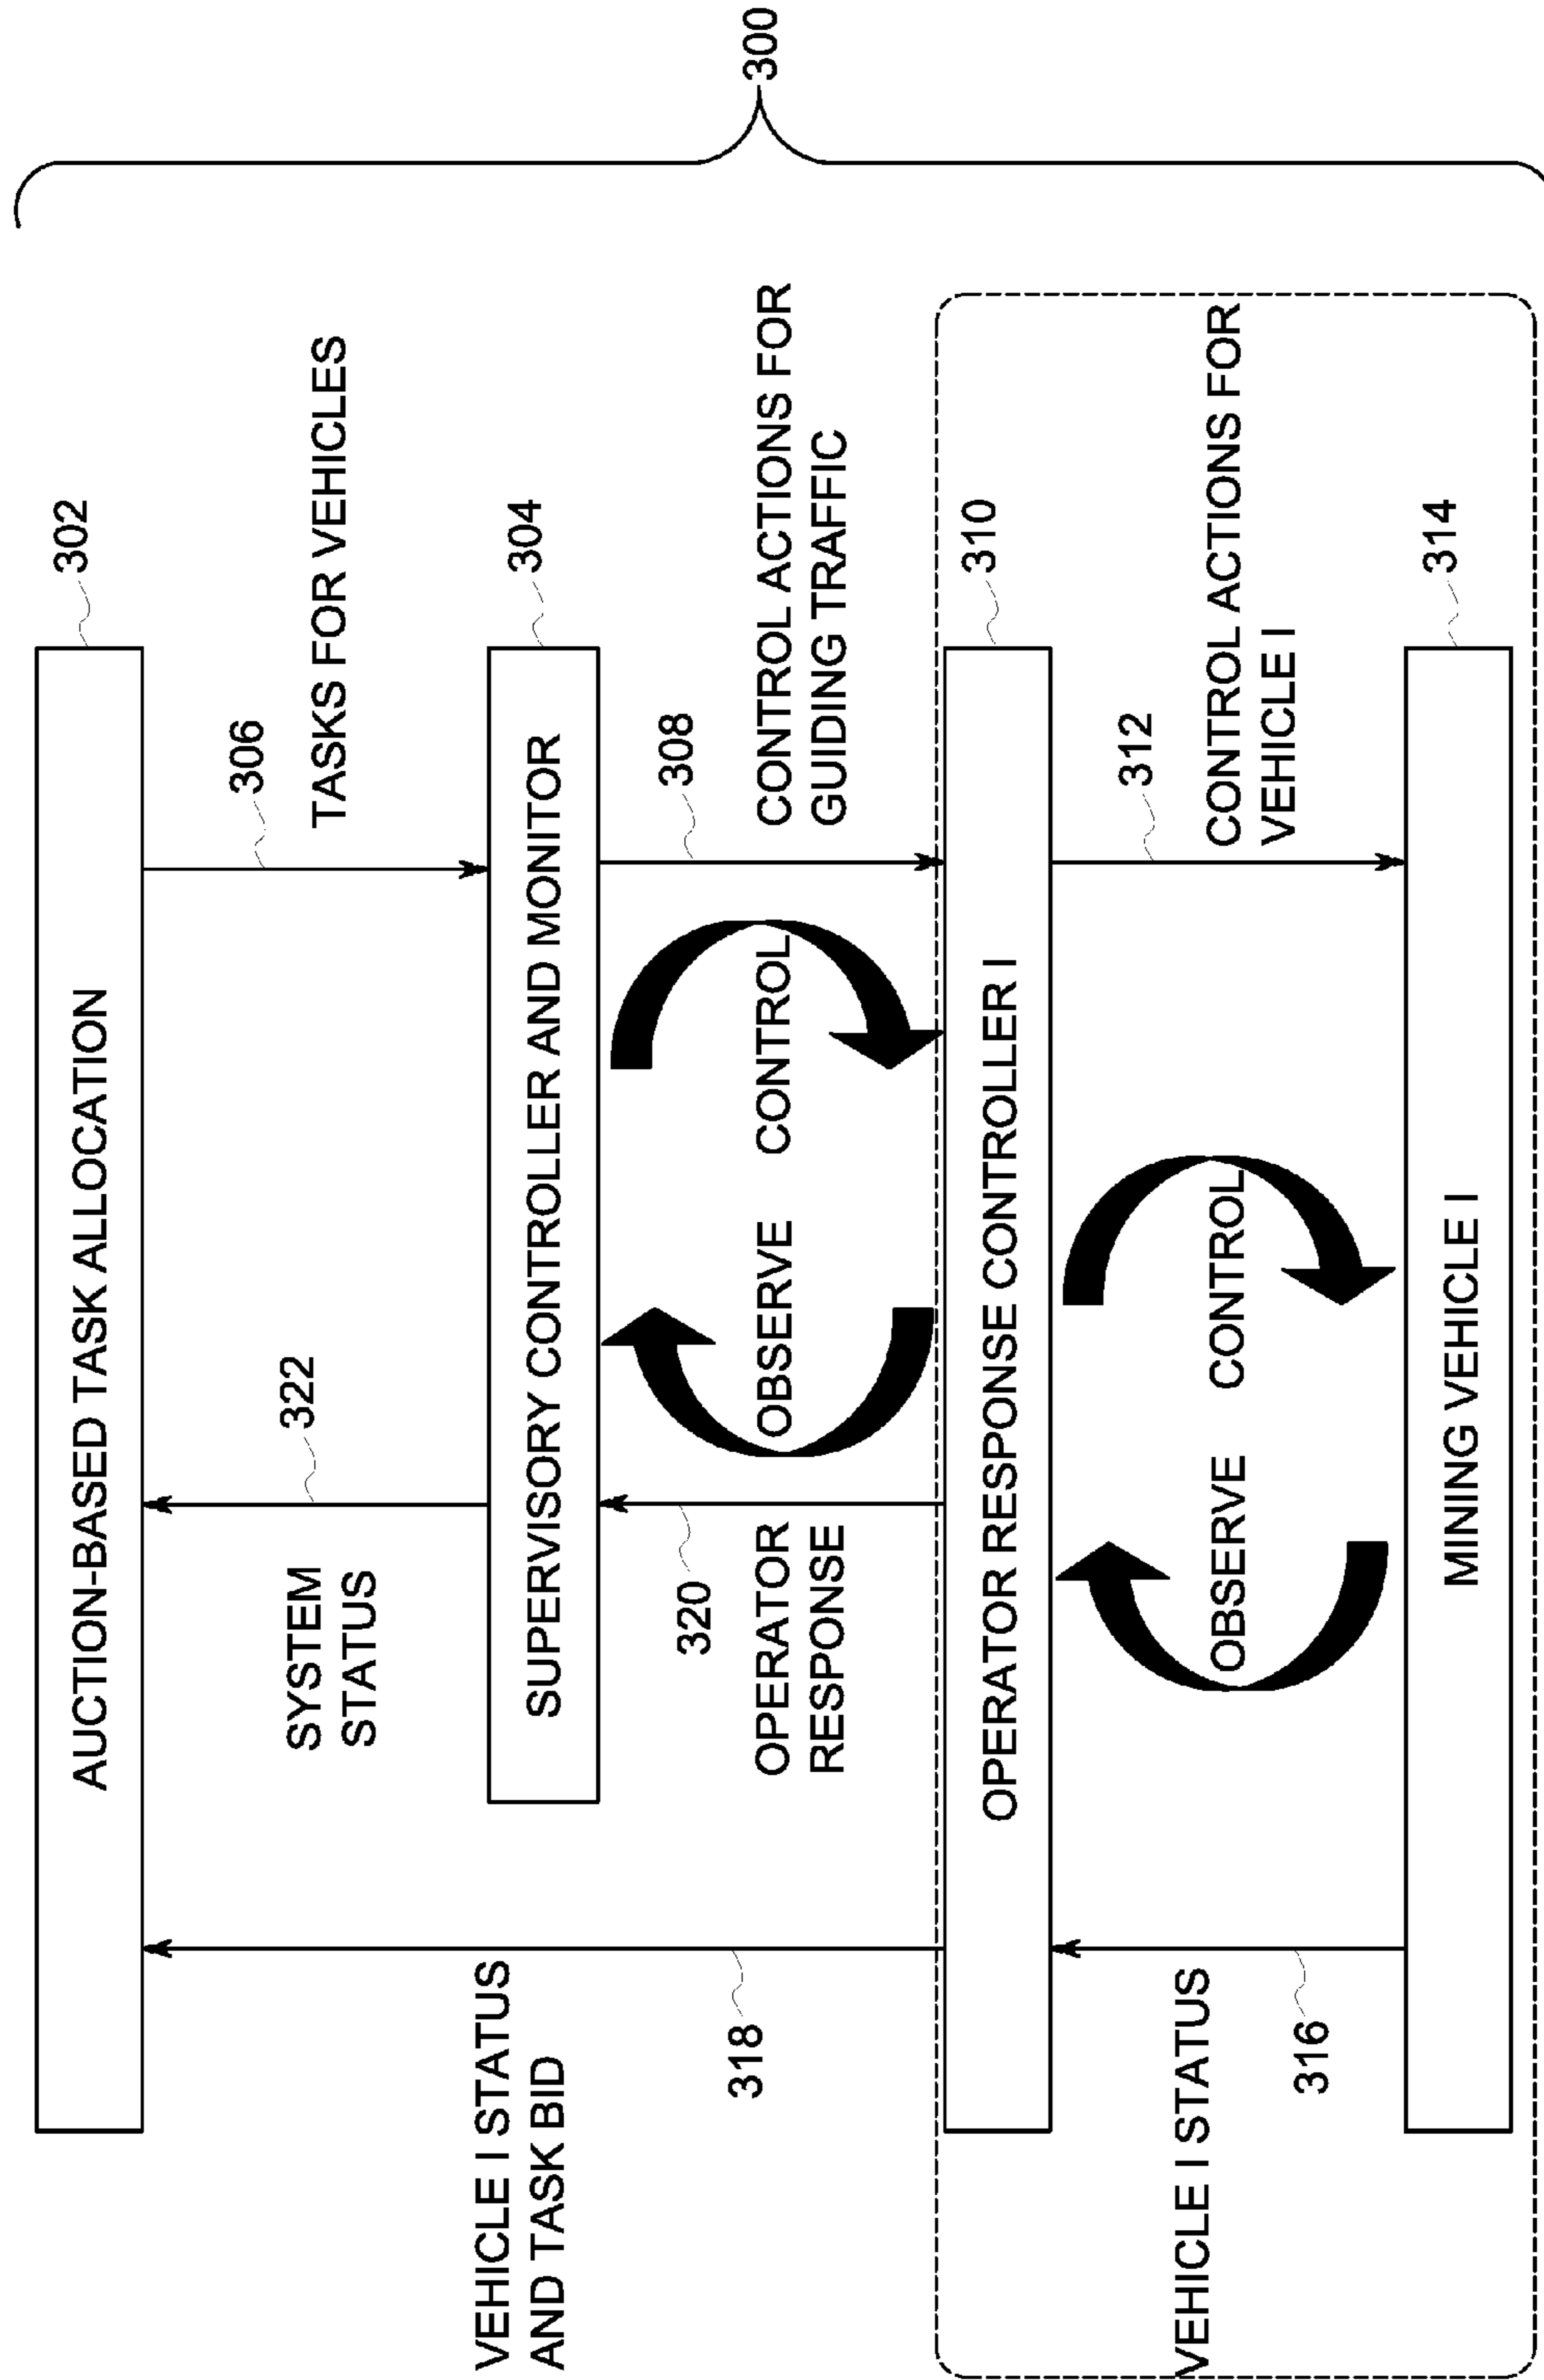 300
AUCTION-BASED TASK ALLOCATION
302
306
TASKS FOR VEHICLES
322
SYSTEM
STATUS
VEHICLE I STATUS
AND TASK BID
318
SUPERVISORY CONTROLLER AND MONITOR
304
308
CONTROL ACTIONS FOR
GUIDING TRAFFIC
OBSERVE
CONTROL
320
OPERATOR
RESPONSE
OPERATOR RESPONSE CONTROLLER I
310
312
CONTROL ACTIONS FOR
VEHICLE I
OBSERVE
CONTROL
VEHICLE I STATUS
316
MINING VEHICLE I
314